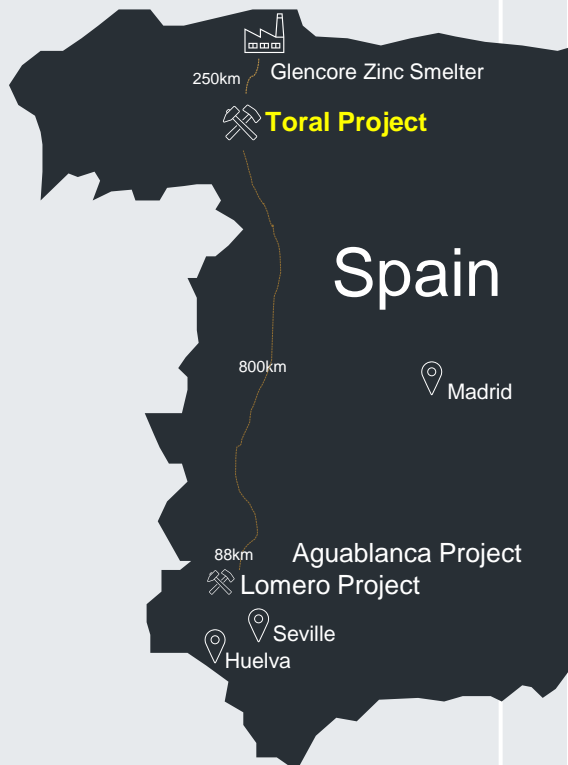 Glencore Zinc Smelter
250km
Toral Project
Spain
800km
Madrid
88km
Aguablanca Project
Lomero Project
Seville
Huelva